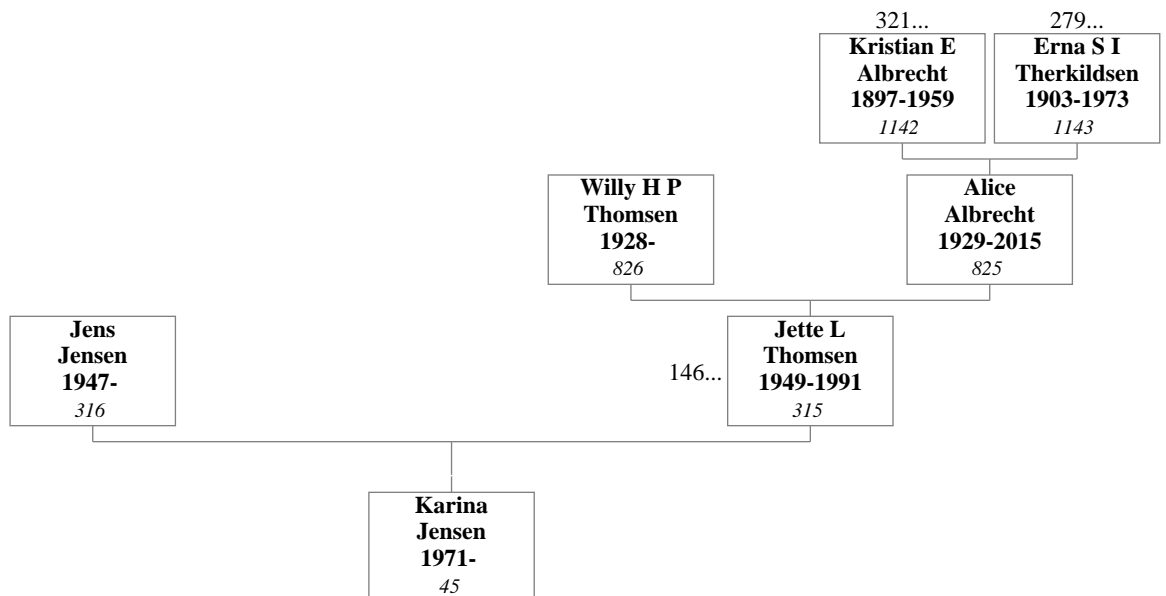 321...
279...
Kristian E
Albrecht
1897-1959
1142
Erna S I
Therkildsen
1903-1973
1143
Willy H P
Thomsen
1928-
826
Alice
Albrecht
1929-2015
825
Jens
Jensen
1947-
316
146...
Jette L
Thomsen
1949-1991
315
Karina
Jensen
1971-
45